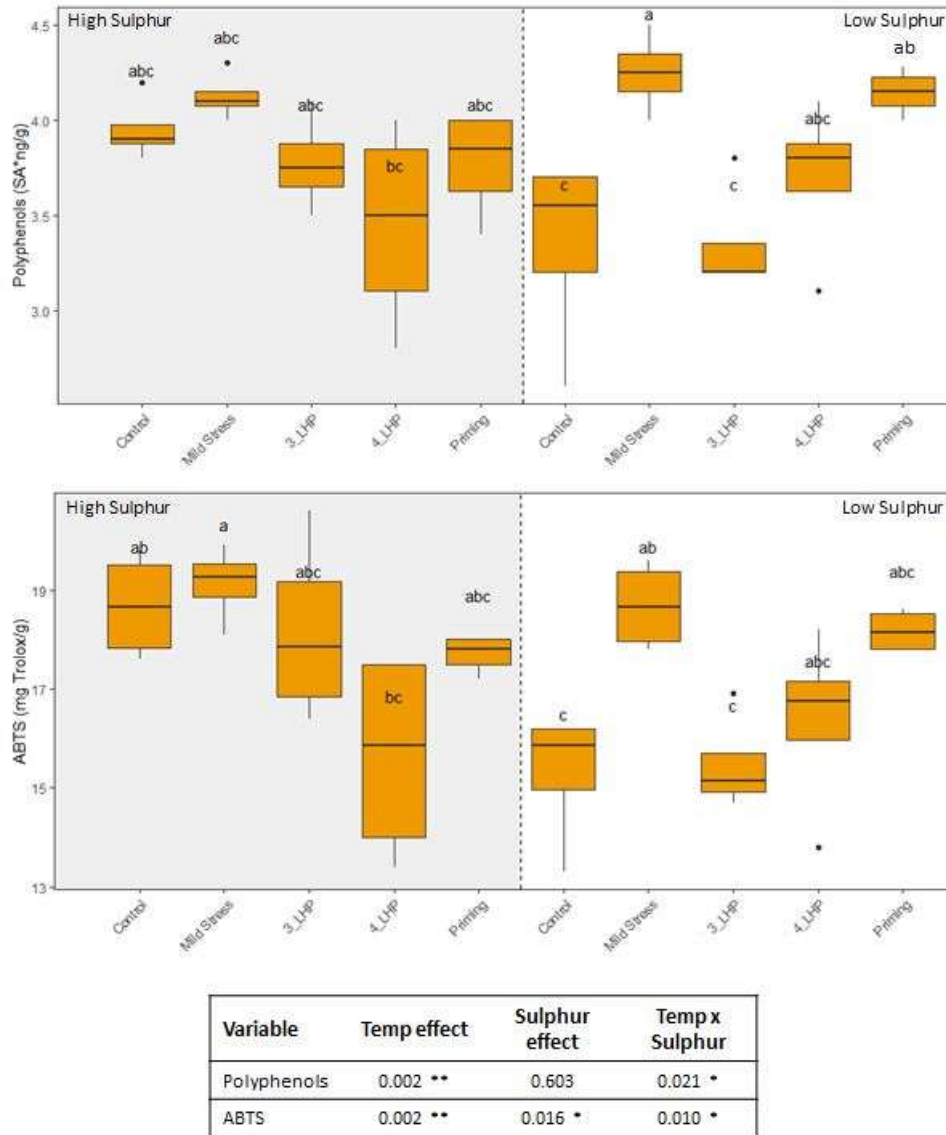 High Sulphur
Low Sulphur
Polyphenols (SA*ng/g)
4.5
4.0
3.5
3.0
abc
abc
abc
bc
abc
c
a
c
abc
ab
Control
Mild Stress
3_LHP
4_LHP
Priming
Control
Mild Stress
3_LHP
4_LHP
Priming
High Sulphur
Low Sulphur
ABTS (mg Trolox/g)
19
17
15
13
ab
a
abc
bc
abc
c
ab
c
abc
abc
Control
Mild Stress
3_LHP
4_LHP
Priming
Control
Mild Stress
3_LHP
4_LHP
Priming
Variable Temp effect Sulphur effect Temp x Sulphur
Polyphenols 0.002 ** 0.603 0.021 *
ABTS 0.002 ** 0.016 * 0.010 *